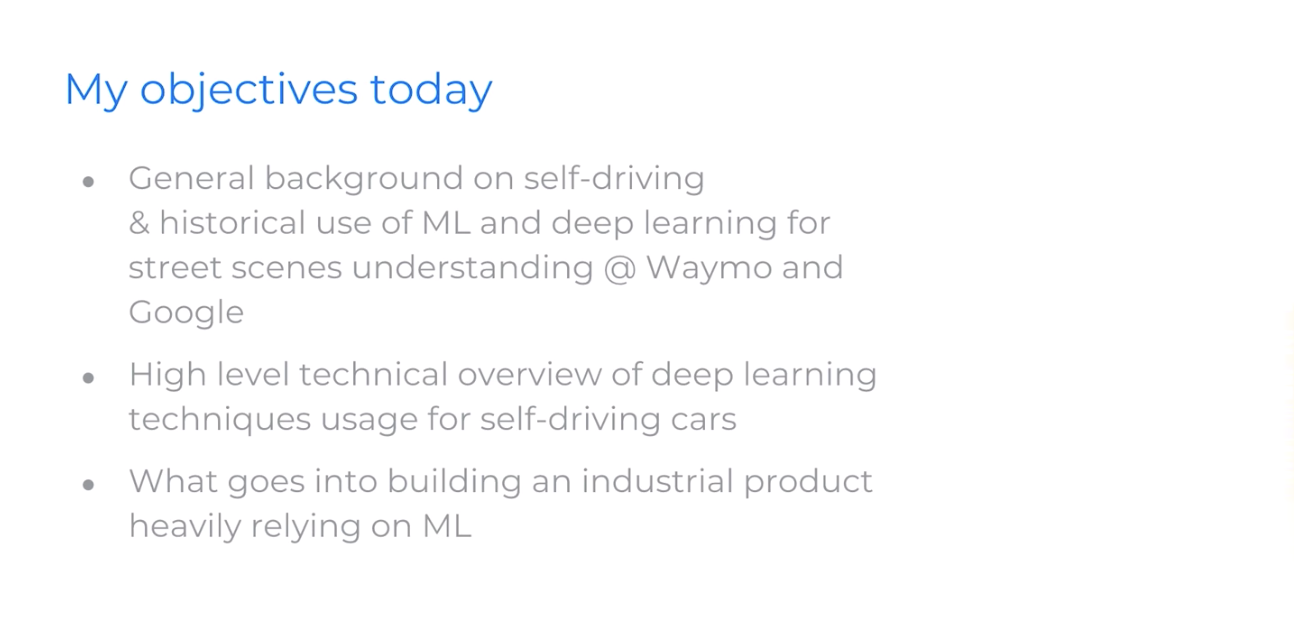 My objectives today
• General background on self-driving
& historical use of ML and deep learning for
street scenes understanding @ Waymo and
Google
• High level technical overview of deep learning
techniques usage for self-driving cars
• What goes into building an industrial product
heavily relying on ML